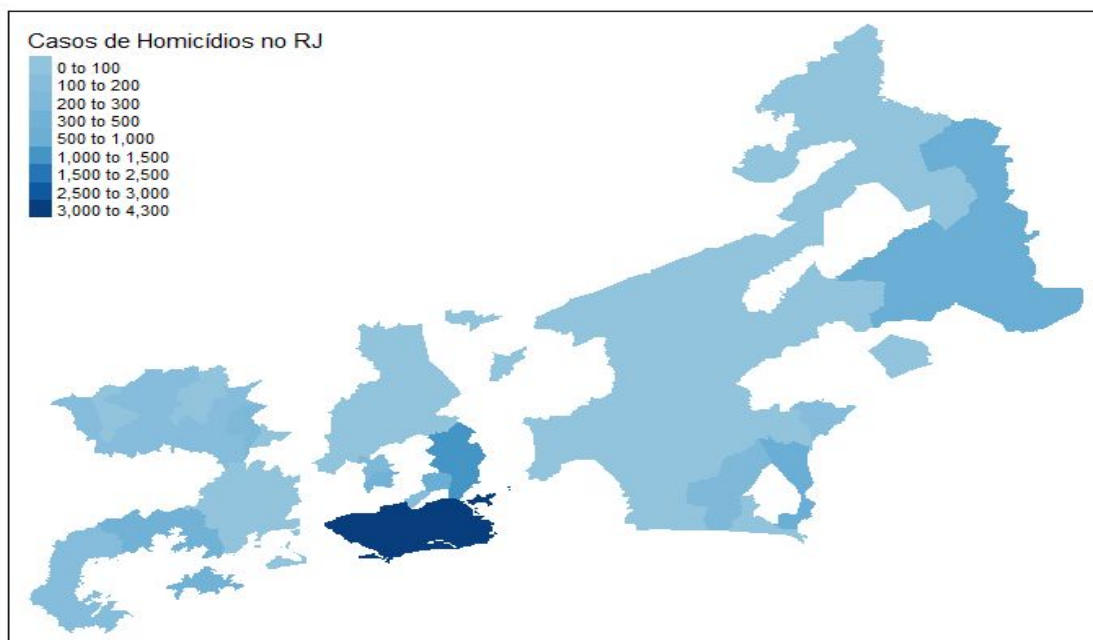 Casos de Homicídios no RJ
0 to 100
100 to 200
200 to 300
300 to 500
500 to 1,000
1,000 to 1,500
1,500 to 2,500
2,500 to 3,000
3,000 to 4,300